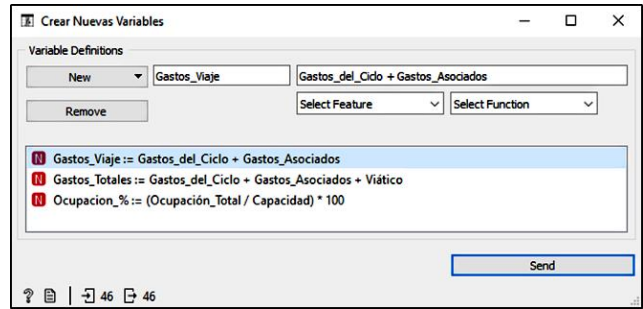 Crear Nuevas Variables
Variable Definitions
New Gastos_Viaje Gastos_del_Ciclo + Gastos_Asociados
Remove Select Feature Select Function
N Gastos_Viaje := Gastos_del_Ciclo + Gastos_Asociados
N Gastos_Totales := Gastos_del_Ciclo + Gastos_Asociados + Viático
N Ocupacion_% := (Ocupación_Total / Capacidad) * 100
Send
? 46 46